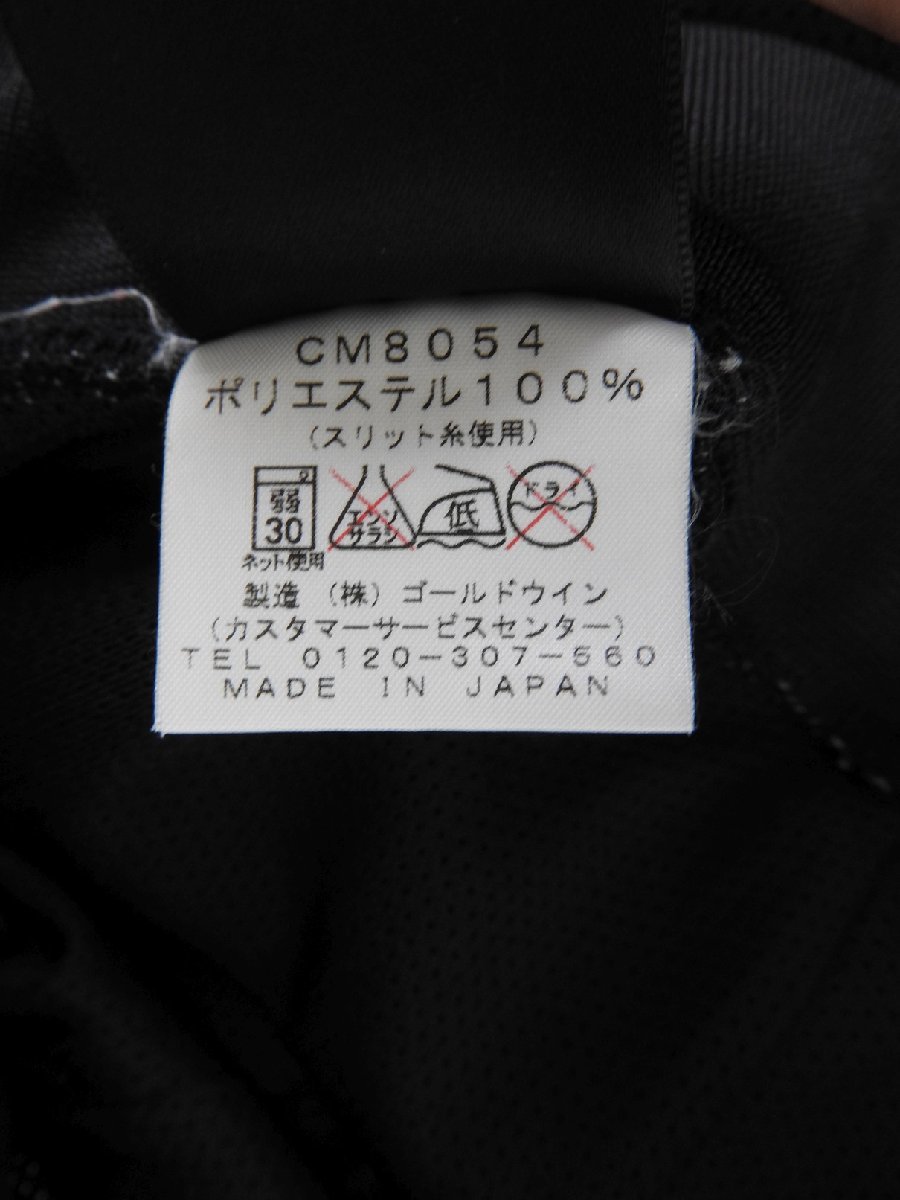 CM8054
ポリエステル100%
(スリット糸使用)
弱
30
エンソ
サラシ
低
ドライ
ネット使用
製造 (株) ゴールドウイン
(カスタマーサービスセンター)
TEL 0120-307-560
MADE IN JAPAN